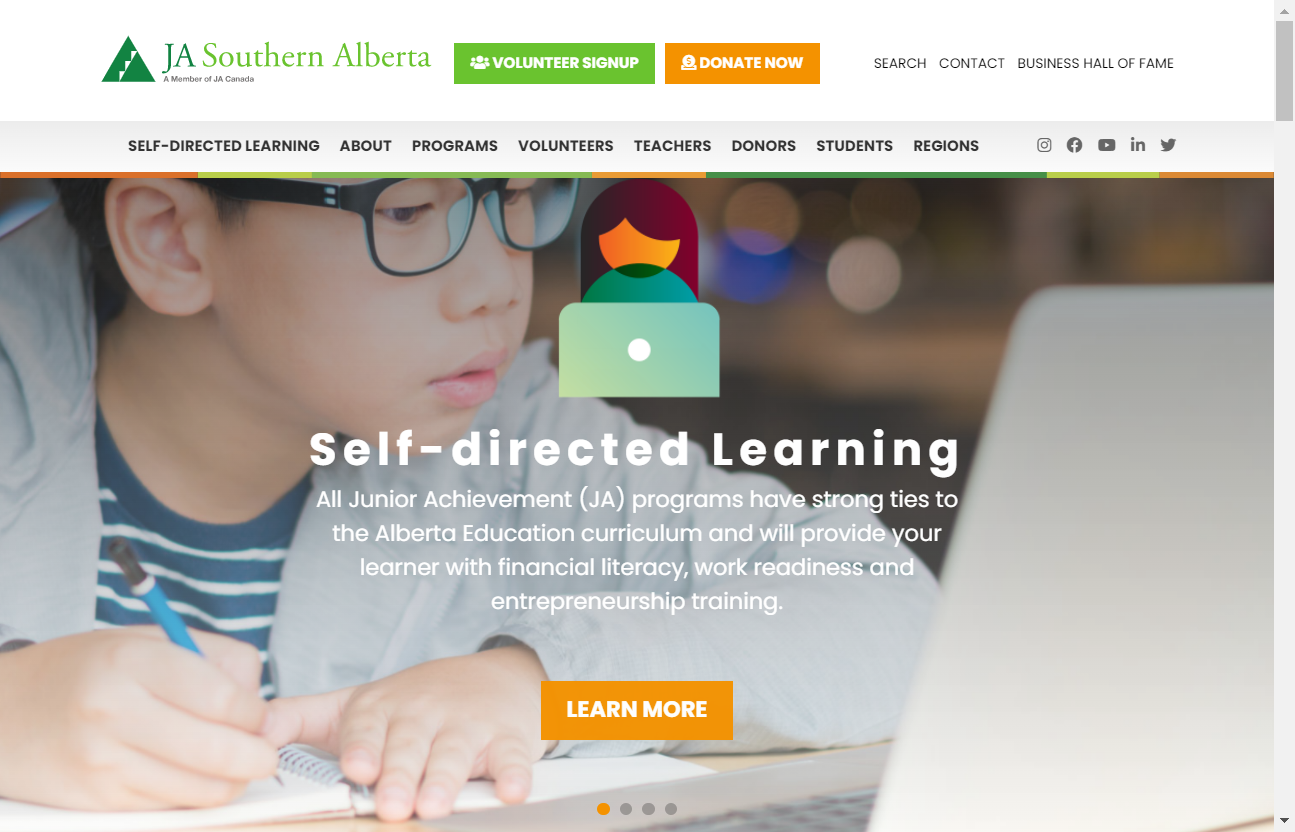 JA Southern Alberta
A Member of JA Canada
VOLUNTEER SIGNUP
DONATE NOW
SEARCH
CONTACT
BUSINESS HALL OF FAME
SELF-DIRECTED LEARNING
ABOUT
PROGRAMS
VOLUNTEERS
TEACHERS
DONORS
STUDENTS
REGIONS
Self-directed Learning
All Junior Achievement (JA) programs have strong ties to
the Alberta Education curriculum and will provide your
learner with financial literacy, work readiness and
entrepreneurship training.
LEARN MORE